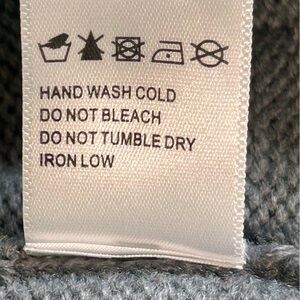 HAND WASH COLD
DO NOT BLEACH
DO NOT TUMBLE DRY
IRON LOW